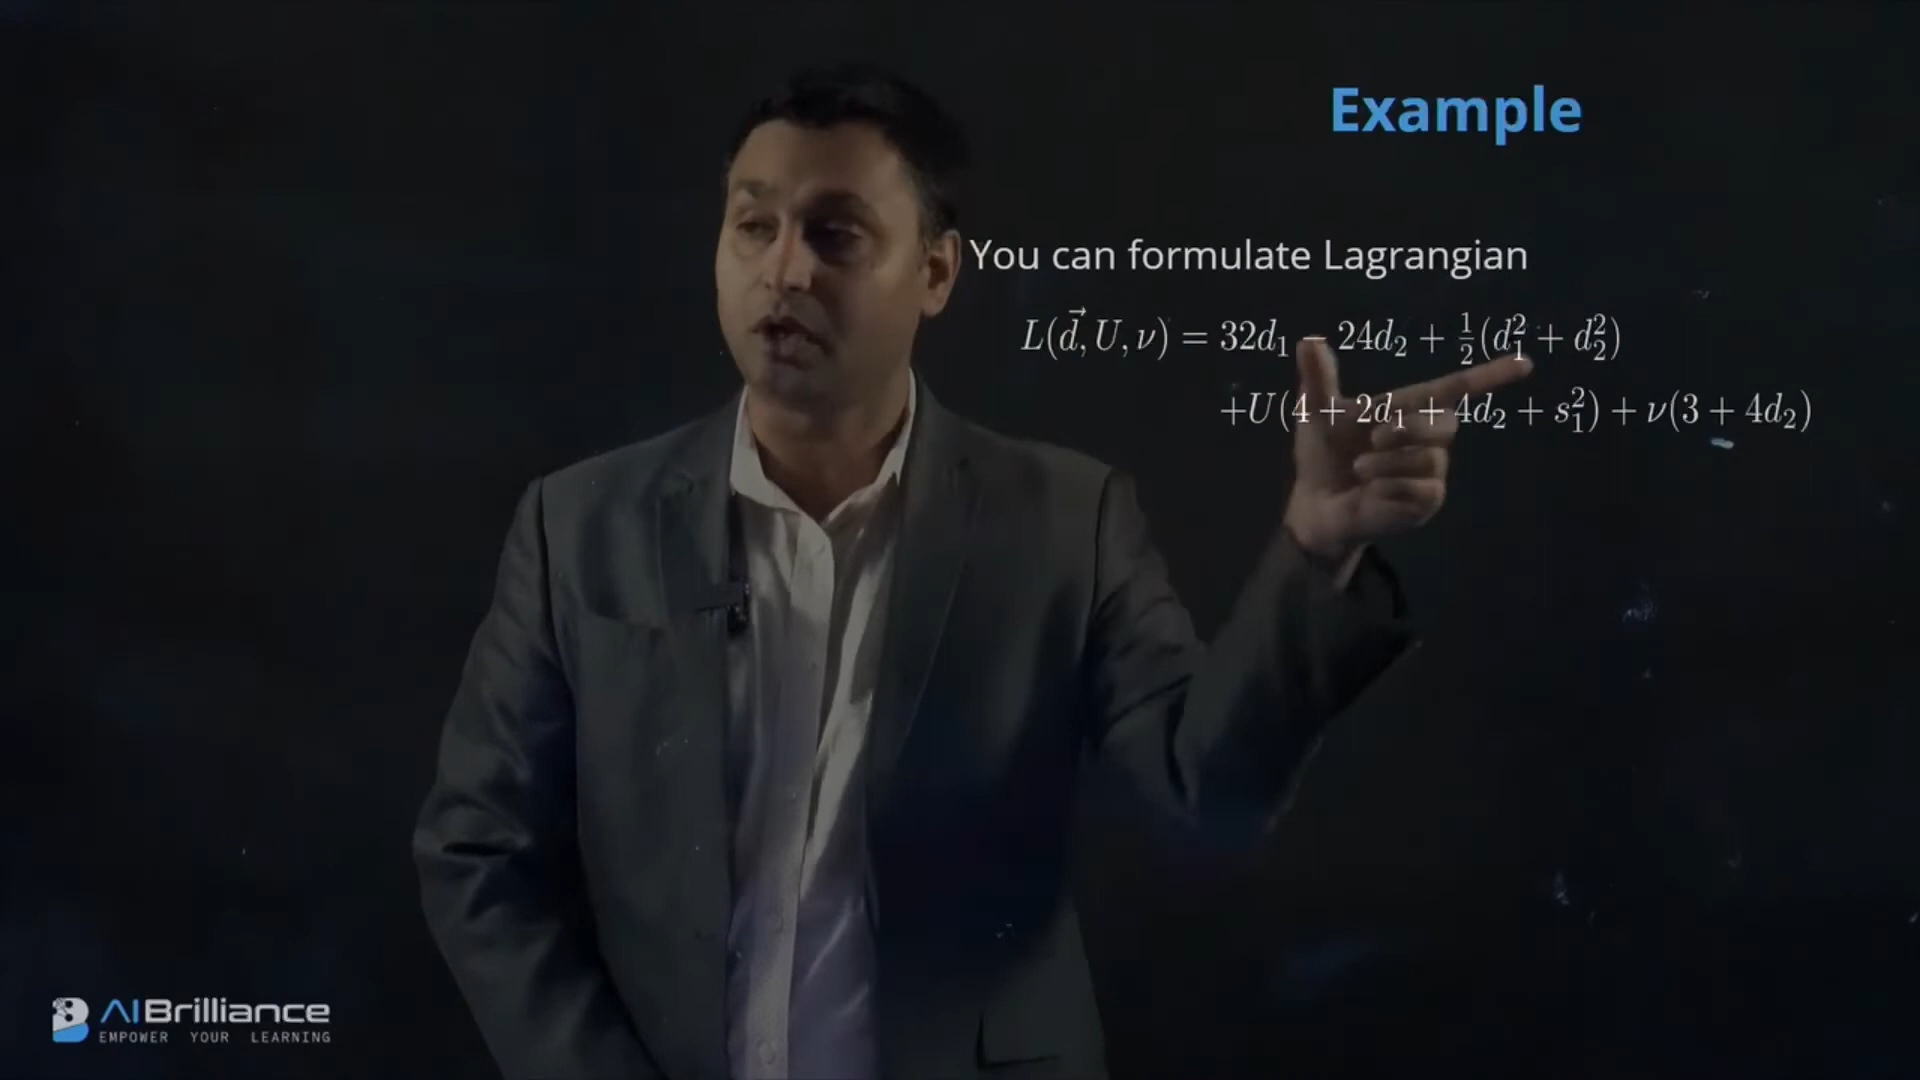 Example
You can formulate Lagrangian
L(d⃗, U, ν) = 32d₁ − 24d₂ + ½(d₁² + d₂²)
+U(4 + 2d₁ + 4d₂ + s₁²) + ν(3 + 4d₂)
AIBrilliance
EMPOWER YOUR LEARNING